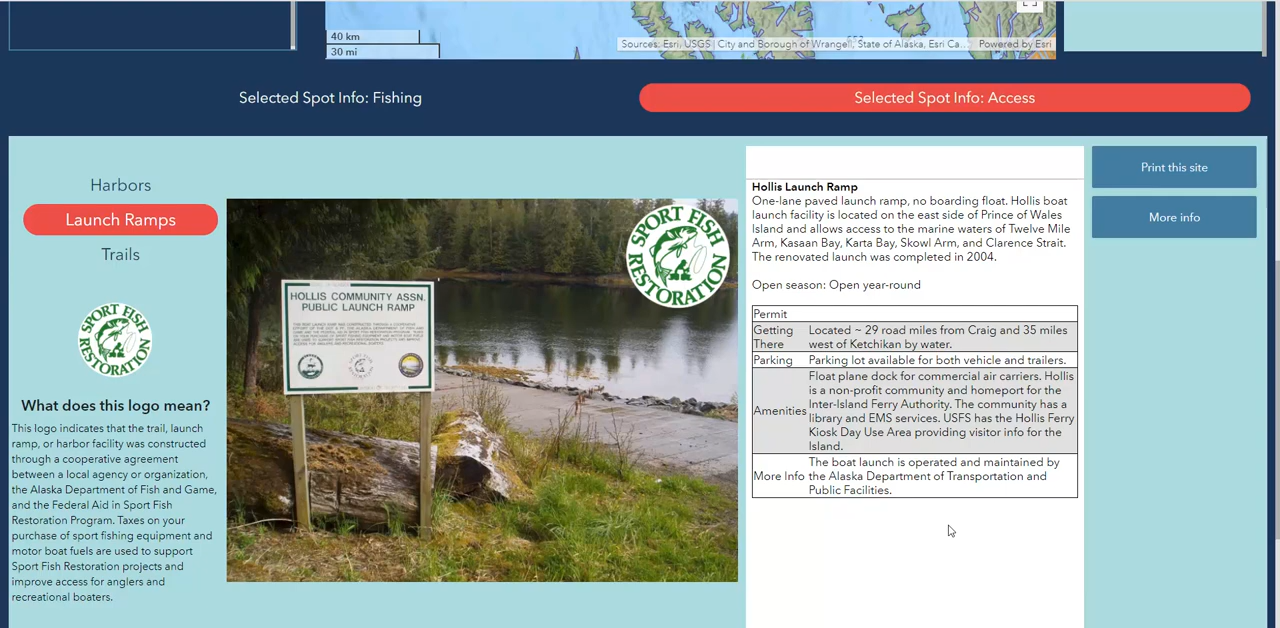 40 km
30 mi
Sources: Esri, USGS | City and Borough of Wrangell, State of Alaska, Esri Ca... Powered by Esri
Selected Spot Info: Fishing
Selected Spot Info: Access
Harbors
Launch Ramps
Trails
SPORT FISH RESTORATION
What does this logo mean?
This logo indicates that the trail, launch
ramp, or harbor facility was constructed
through a cooperative agreement
between a local agency or organization,
the Alaska Department of Fish and Game,
and the Federal Aid in Sport Fish
Restoration Program. Taxes on your
purchase of sport fishing equipment and
motor boat fuels are used to support
Sport Fish Restoration projects and
improve access for anglers and
recreational boaters.
HOLLIS COMMUNITY ASSN.
PUBLIC LAUNCH RAMP
SPORT FISH RESTORATION
Hollis Launch Ramp
One-lane paved launch ramp, no boarding float. Hollis boat
launch facility is located on the east side of Prince of Wales
Island and allows access to the marine waters of Twelve Mile
Arm, Kasaan Bay, Karta Bay, Skowl Arm, and Clarence Strait.
The renovated launch was completed in 2004.
Open season: Open year-round
Permit
Getting There
Located ~ 29 road miles from Craig and 35 miles
west of Ketchikan by water.
Parking
Parking lot available for both vehicle and trailers.
Amenities
Float plane dock for commercial air carriers. Hollis
is a non-profit community and homeport for the
Inter-Island Ferry Authority. The community has a
library and EMS services. USFS has the Hollis Ferry
Kiosk Day Use Area providing visitor info for the
Island.
More Info
The boat launch is operated and maintained by
the Alaska Department of Transportation and
Public Facilities.
Print this site
More info